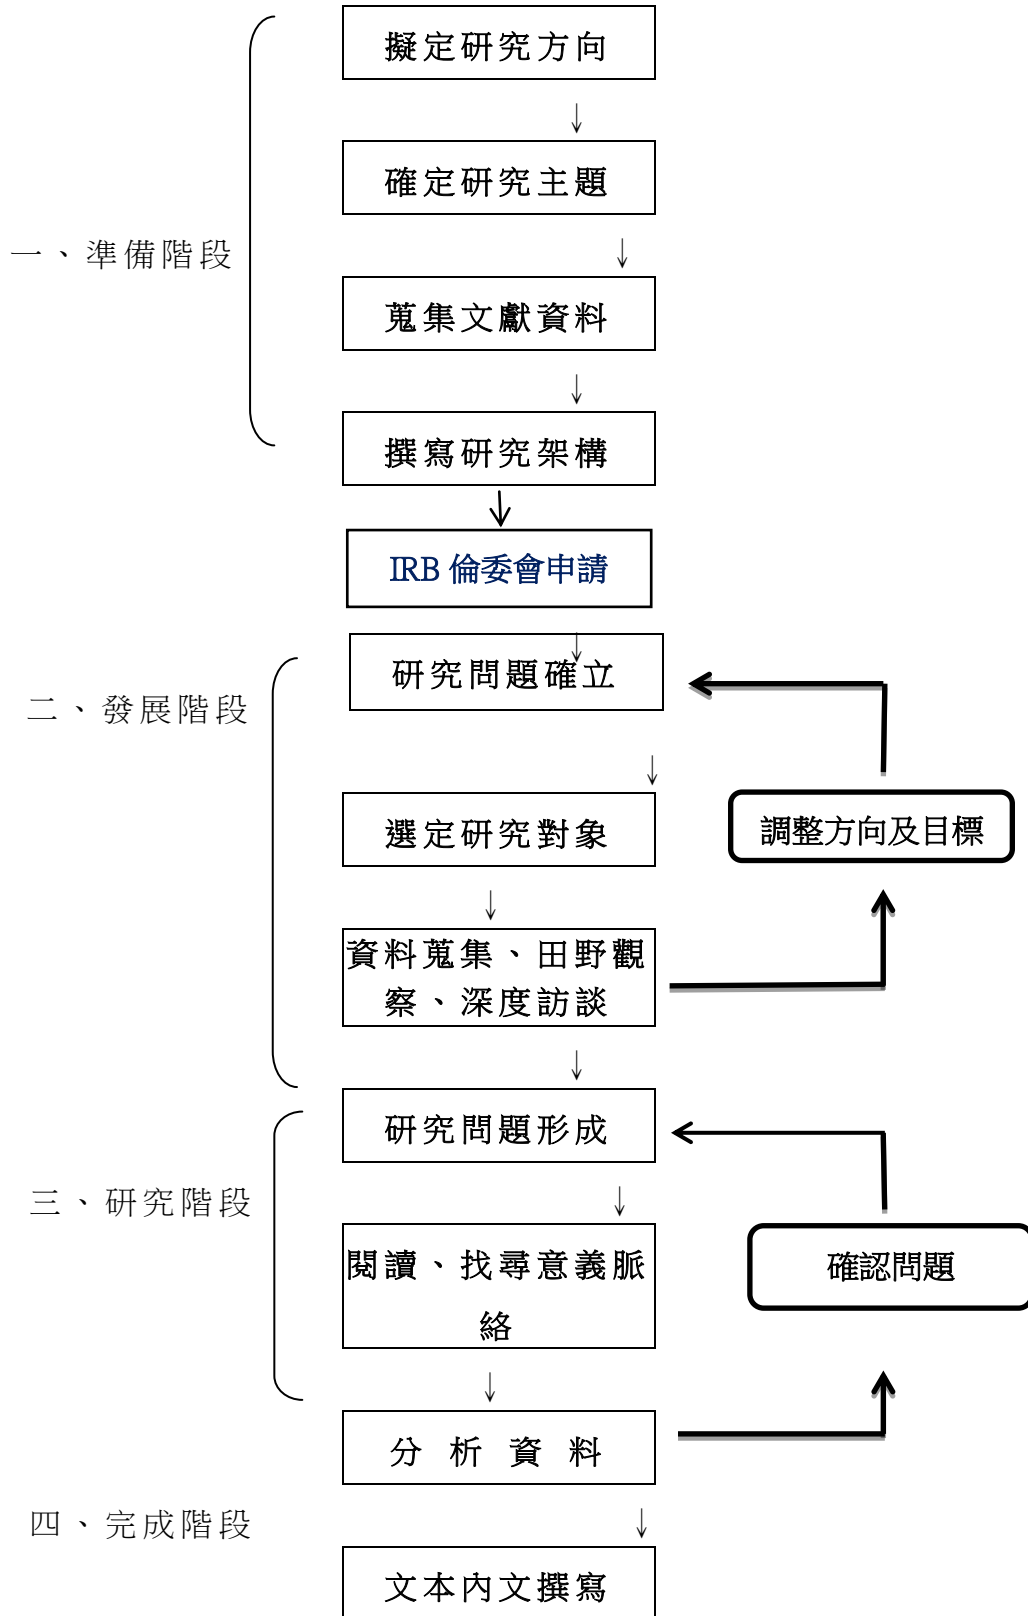 擬定研究方向
↓
確定研究主題
一、準備階段
↓
蒐集文獻資料
↓
撰寫研究架構
IRB 倫委會申請
↓
研究問題確立
二、發展階段
↓
選定研究對象
調整方向及目標
↓
資料蒐集、田野觀
察、深度訪談
↓
研究問題形成
三、研究階段
↓
閱讀、找尋意義脈
絡
確認問題
↓
分 析 資 料
四、完成階段
↓
文本內文撰寫